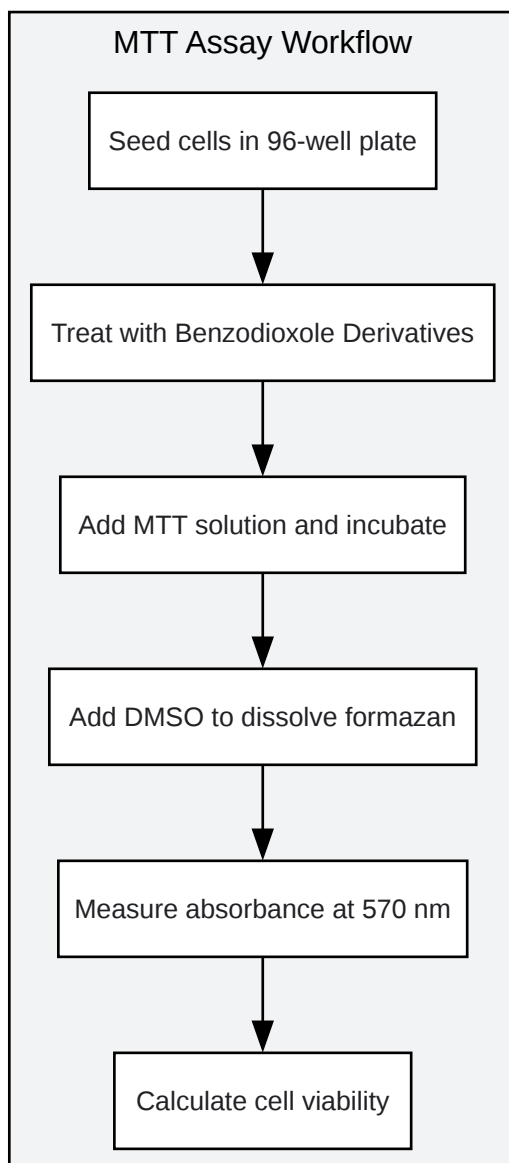 MTT Assay Workflow
Seed cells in 96-well plate
Treat with Benzodioxole Derivatives
Add MTT solution and incubate
Add DMSO to dissolve formazan
Measure absorbance at 570 nm
Calculate cell viability